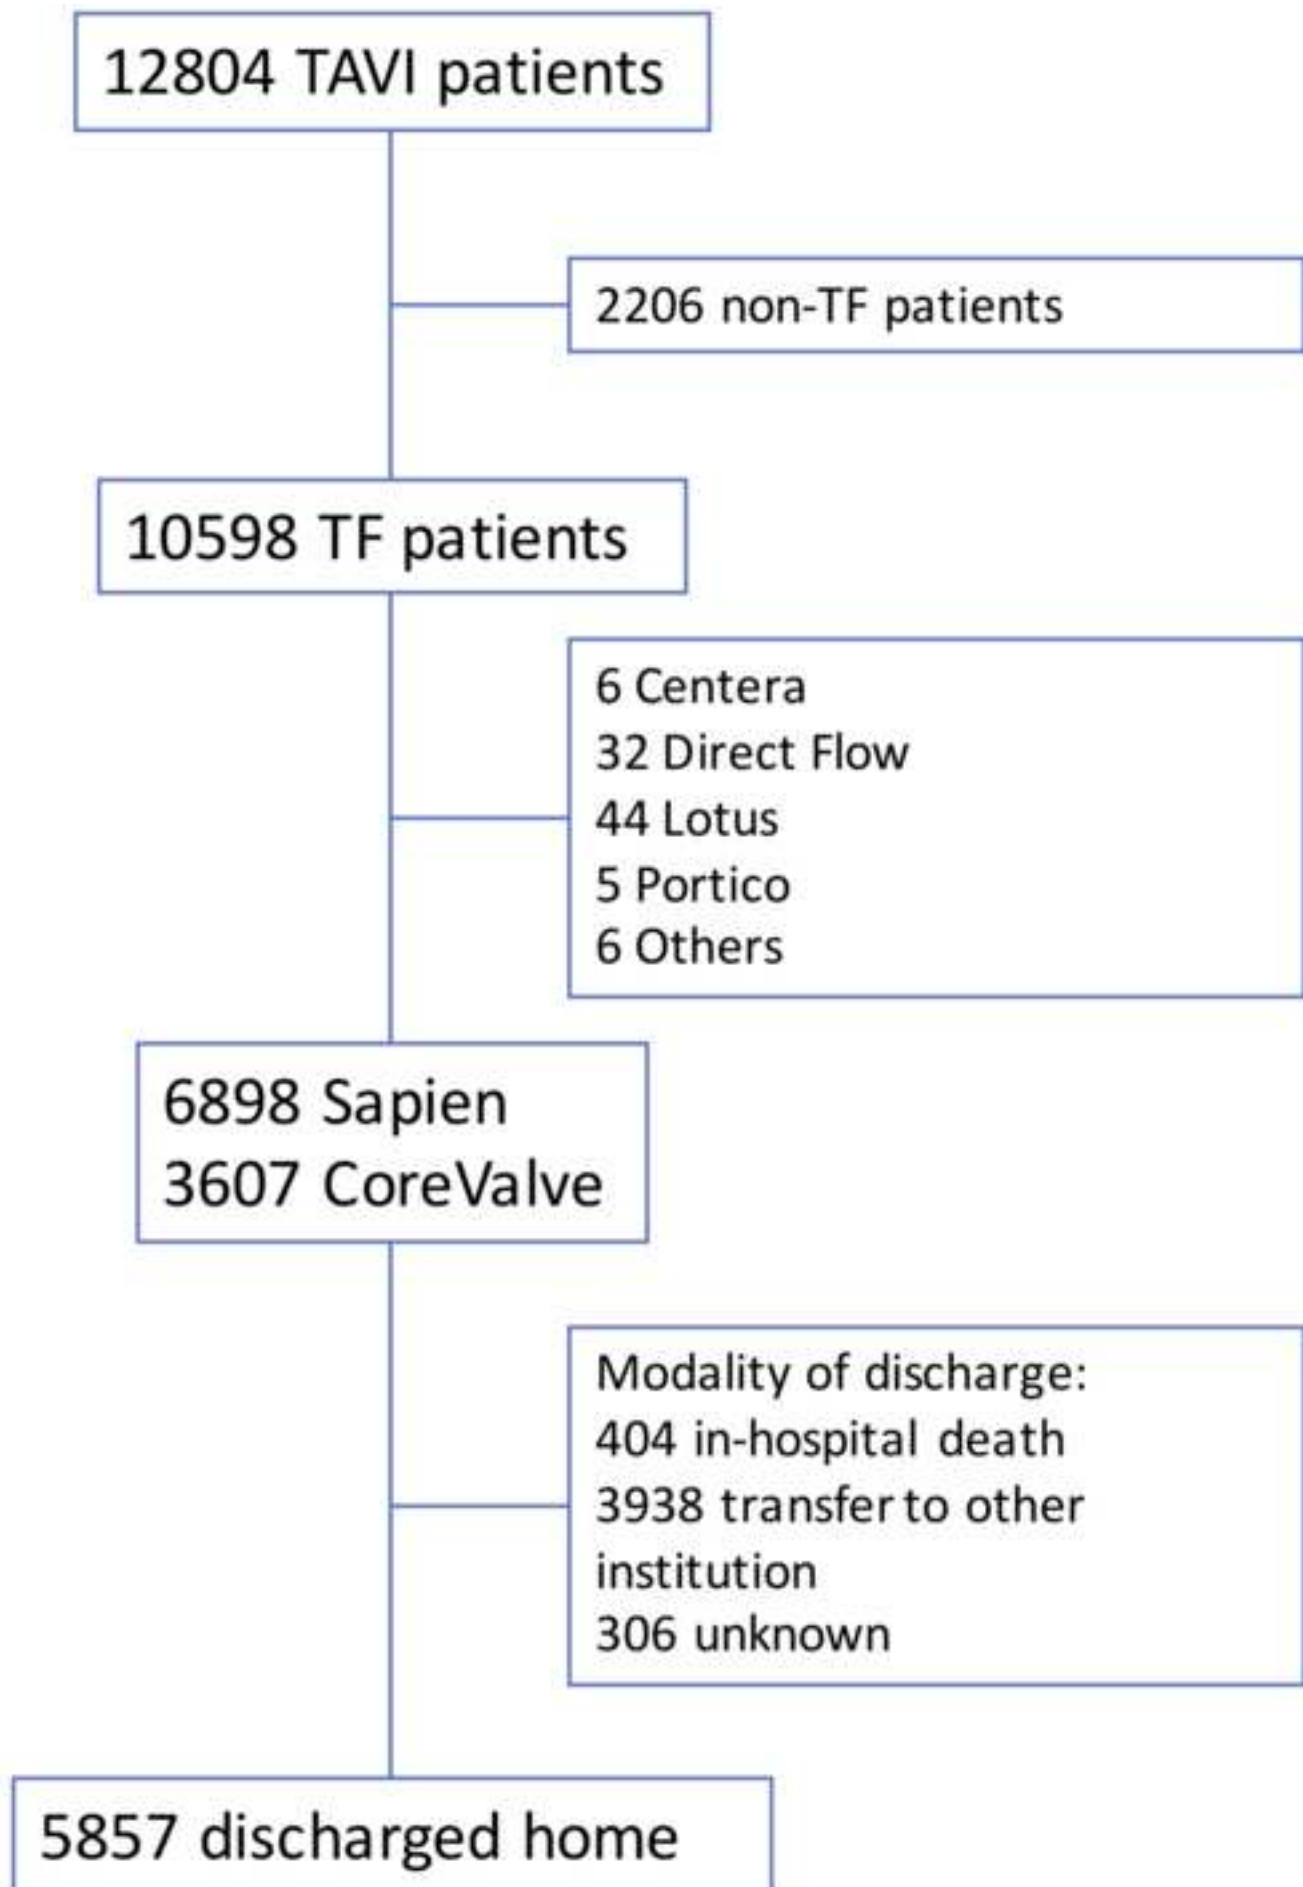 12804 TAVI patients
2206 non-TF patients
10598 TF patients
6 Centera
32 Direct Flow
44 Lotus
5 Portico
6 Others
6898 Sapien
3607 CoreValve
Modality of discharge:
404 in-hospital death
3938 transfer to other
institution
306 unknown
5857 discharged home